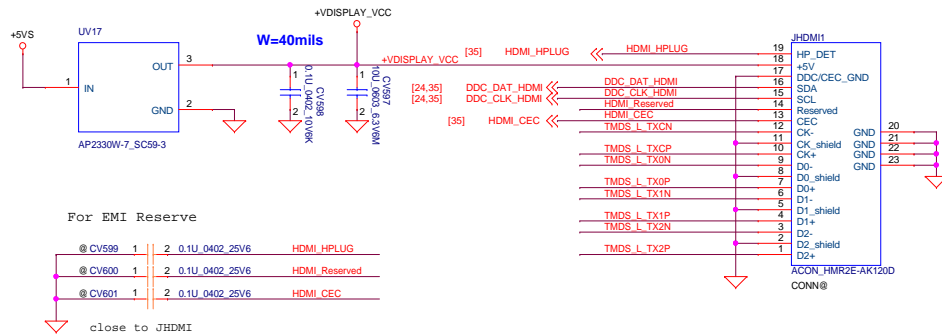 +5VS
UV17
1 IN
OUT 3
GND 2
AP2330W-7_SC59-3
W=40mils
+VDISPLAY_VCC
+VDISPLAY_VCC
1 2
CV598
0.1U_0402_10V6K
1 2
CV597
10U_0603_6.3V6M
JHDMI1
[35] HDMI_HPLUG HDMI_HPLUG 19 HP_DET
18 +5V
17 DDC/CEC_GND
[24,35] DDC_DAT_HDMI DDC_DAT_HDMI 16 SDA
[24,35] DDC_CLK_HDMI DDC_CLK_HDMI 15 SCL
HDMI_Reserved 14 Reserved
[35] HDMI_CEC HDMI_CEC 13 CEC
TMDS_L_TXCN 12 CK-
11 CK_shield
TMDS_L_TXCP 10 CK+
TMDS_L_TX0N 9 D0-
8 D0_shield
TMDS_L_TX0P 7 D0+
TMDS_L_TX1N 6 D1-
5 D1_shield
TMDS_L_TX1P 4 D1+
TMDS_L_TX2N 3 D2-
2 D2_shield
TMDS_L_TX2P 1 D2+
GND 20
GND 21
GND 22
GND 23
ACON_HMR2E-AK120D
CONN@
For EMI Reserve
@ CV599 1 2 0.1U_0402_25V6 HDMI_HPLUG
@ CV600 1 2 0.1U_0402_25V6 HDMI_Reserved
@ CV601 1 2 0.1U_0402_25V6 HDMI_CEC
close to JHDMI